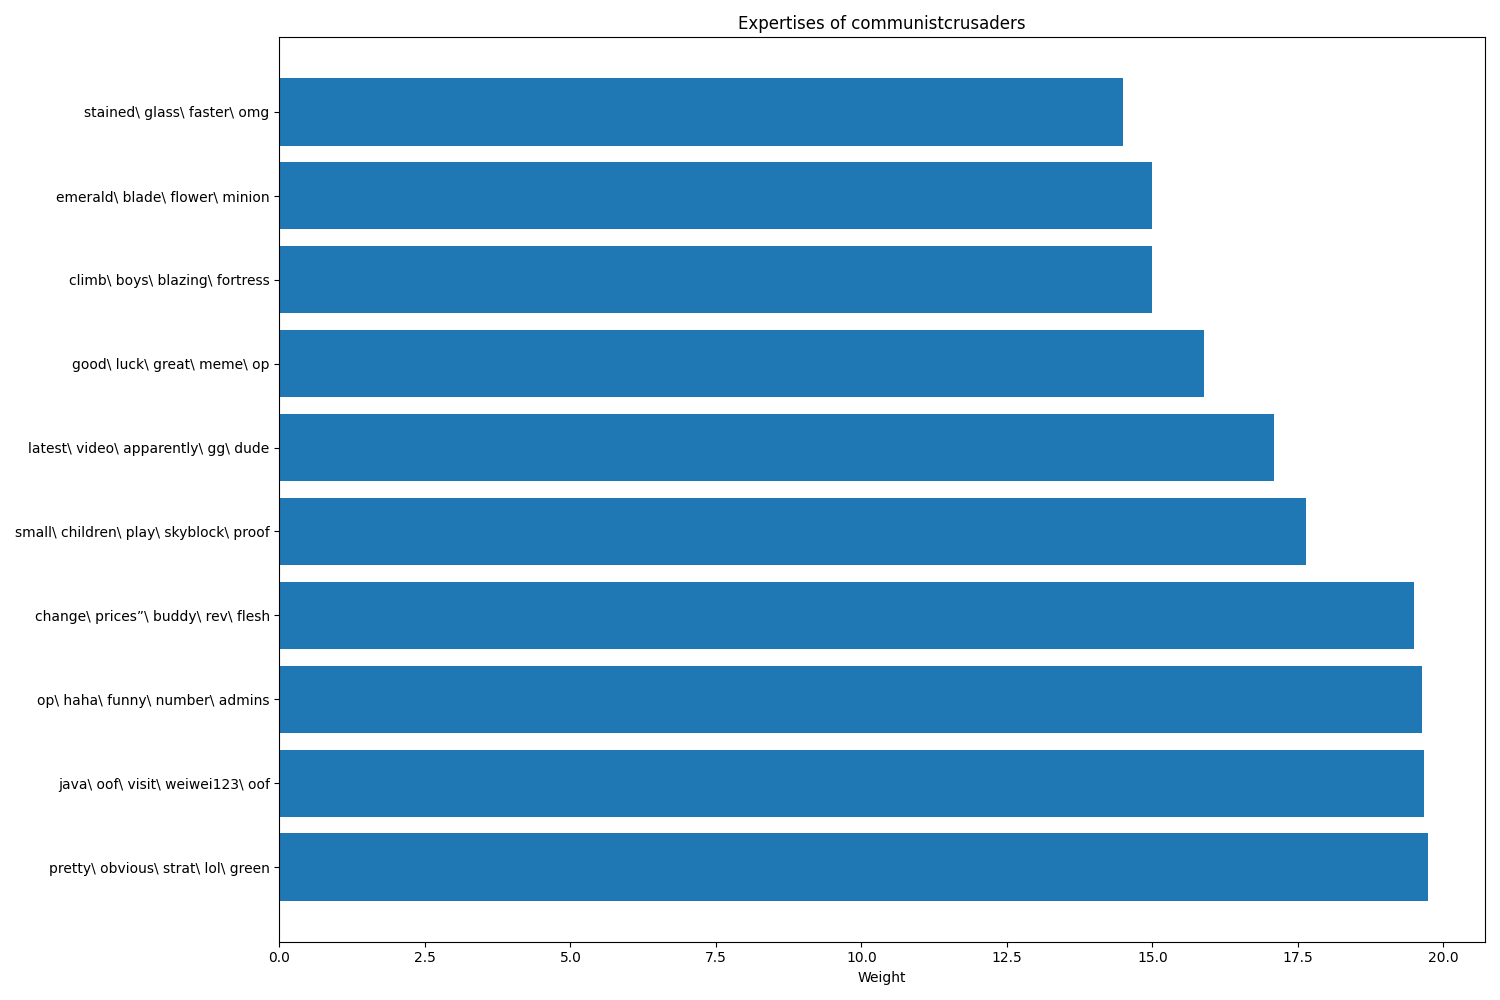 Expertises of communistcrusaders
stained\ glass\ faster\ omg
emerald\ blade\ flower\ minion
climb\ boys\ blazing\ fortress
good\ luck\ great\ meme\ op
latest\ video\ apparently\ gg\ dude
small\ children\ play\ skyblock\ proof
change\ prices”\ buddy\ rev\ flesh
op\ haha\ funny\ number\ admins
java\ oof\ visit\ weiwei123\ oof
pretty\ obvious\ strat\ lol\ green
0.0 2.5 5.0 7.5 10.0 12.5 15.0 17.5 20.0
Weight